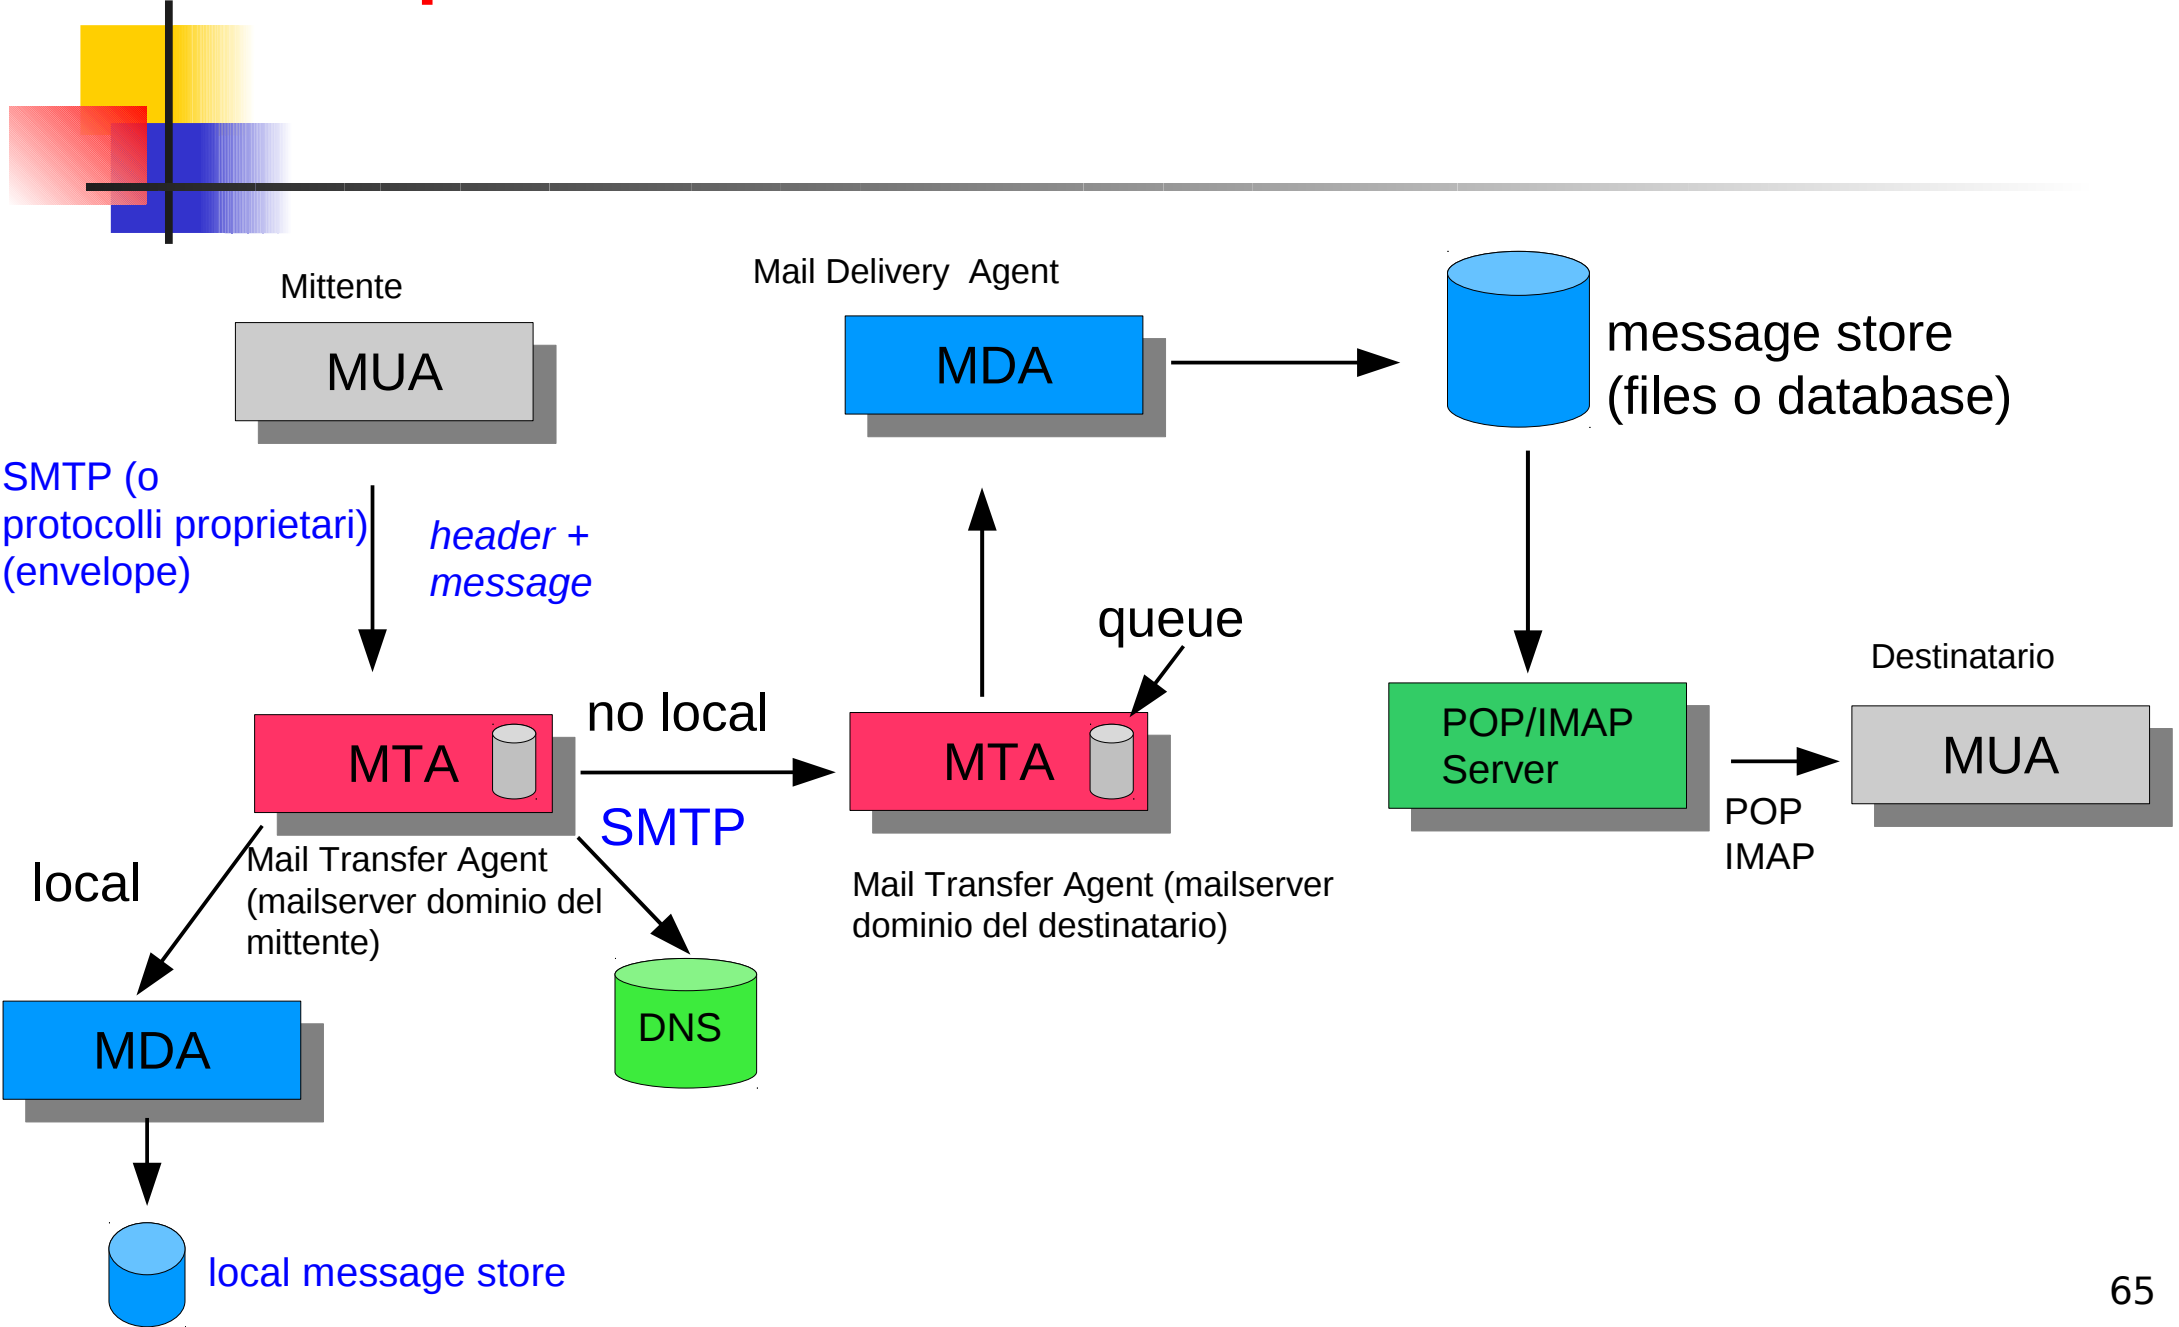 Mittente
MUA
Mail Delivery  Agent
MDA
message store
(files o database)
SMTP (o
protocolli proprietari)
(envelope)
header +
message
queue
no local
MTA
SMTP
MTA
Mail Transfer Agent
(mailserver dominio del
mittente)
Mail Transfer Agent (mailserver
dominio del destinatario)
POP/IMAP
Server
Destinatario
MUA
POP
IMAP
local
MDA
DNS
local message store
65